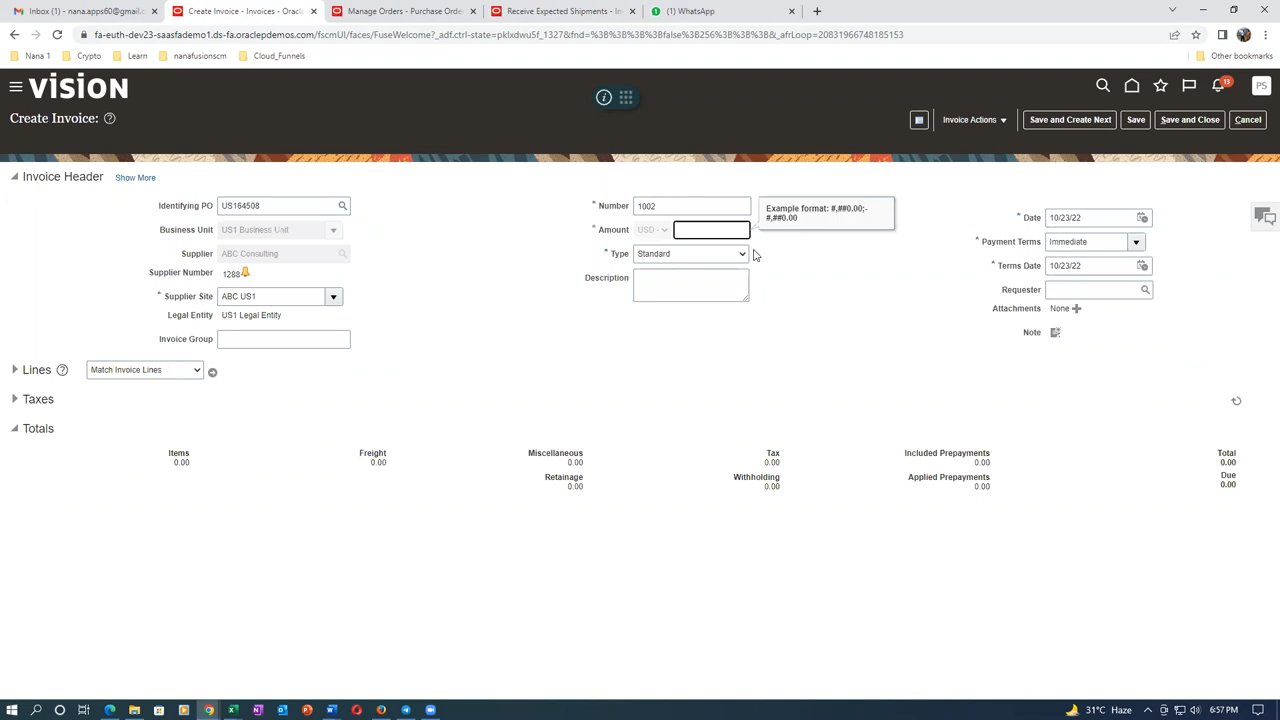 Inbox (1) - nana.apps60@gmail.c
Create Invoice - Invoices - Oracle
Manage Orders - Purchase Order
Receive Expected Shipments - In
(1) WhatsApp
fa-euth-dev23-saasfademo1.ds-fa.oraclepdemos.com/fscmUI/faces/FuseWelcome?_adf.ctrl-state=pklxdwu5f_1327&fnd=%3B%3B%3B%3Bfalse%3B256%3B%3B%3B&_afrLoop=20831966748185153
Nana 1
Crypto
Learn
nanafusionscm
Cloud_Funnels
Other bookmarks
VISION
13
PS
Create Invoice: ?
Invoice Actions
Save and Create Next
Save
Save and Close
Cancel
Invoice Header
Show More
Identifying PO US164508
Business Unit US1 Business Unit
Supplier ABC Consulting
Supplier Number 1288
* Supplier Site ABC US1
Legal Entity US1 Legal Entity
Invoice Group
* Number 1002
* Amount USD -
* Type Standard
Description
Example format: #,##0.00;-
#,##0.00
* Date 10/23/22
* Payment Terms Immediate
* Terms Date 10/23/22
Requester
Attachments None
Note
Lines ? Match Invoice Lines
Taxes
Totals
Items Freight Miscellaneous Tax Included Prepayments Total
0.00 0.00 0.00 0.00 0.00 0.00
Retainage Withholding Applied Prepayments Due
0.00 0.00 0.00 0.00
31°C Haze
6:57 PM